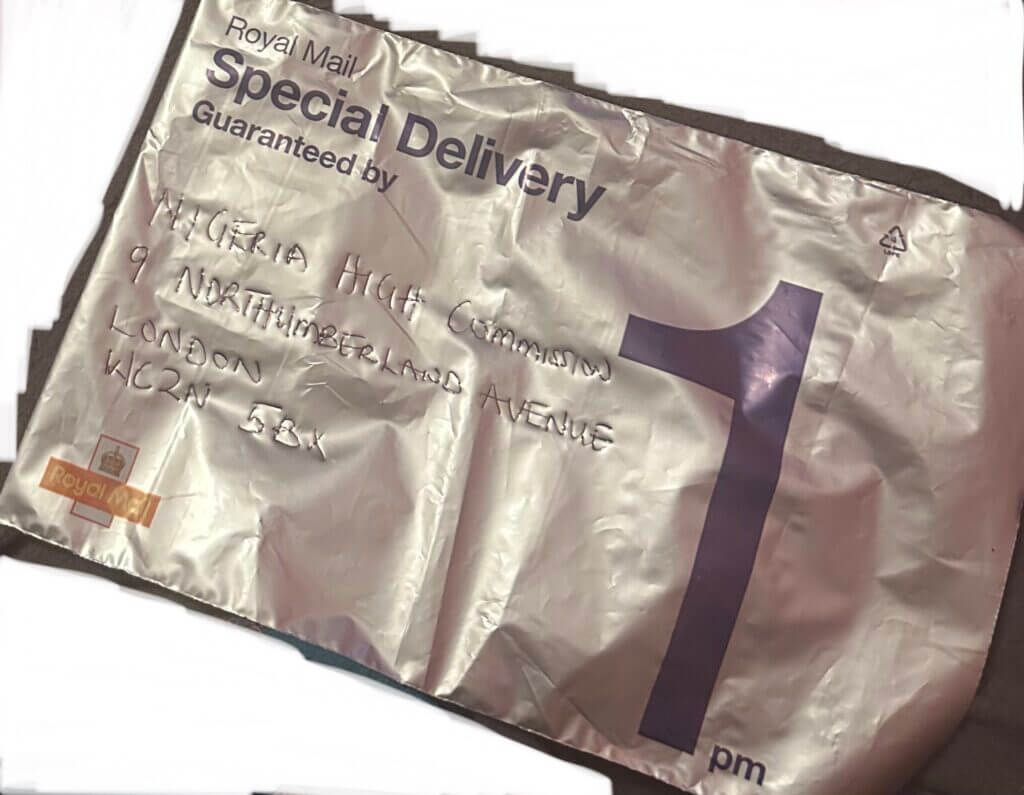 Royal Mail
Special Delivery
Guaranteed by
NIGERIA HIGH COMMISSION
9 NORTHUMBERLAND AVENUE
LONDON
WC2N 5BX
Royal Mail
1
pm